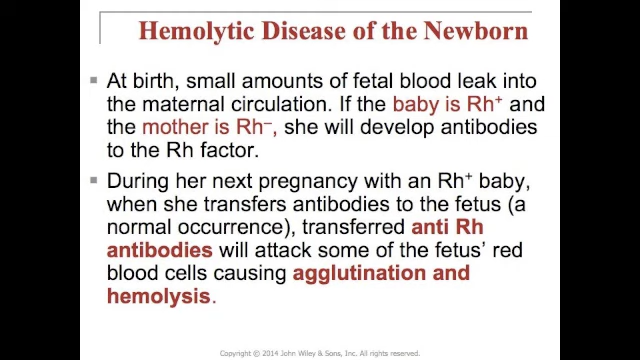 Hemolytic Disease of the Newborn
At birth, small amounts of fetal blood leak into
the maternal circulation. If the baby is Rh⁺ and
the mother is Rh⁻, she will develop antibodies
to the Rh factor.
During her next pregnancy with an Rh⁺ baby,
when she transfers antibodies to the fetus (a
normal occurrence), transferred anti Rh
antibodies will attack some of the fetus’ red
blood cells causing agglutination and
hemolysis.
Copyright © 2014 John Wiley & Sons, Inc. All rights reserved.